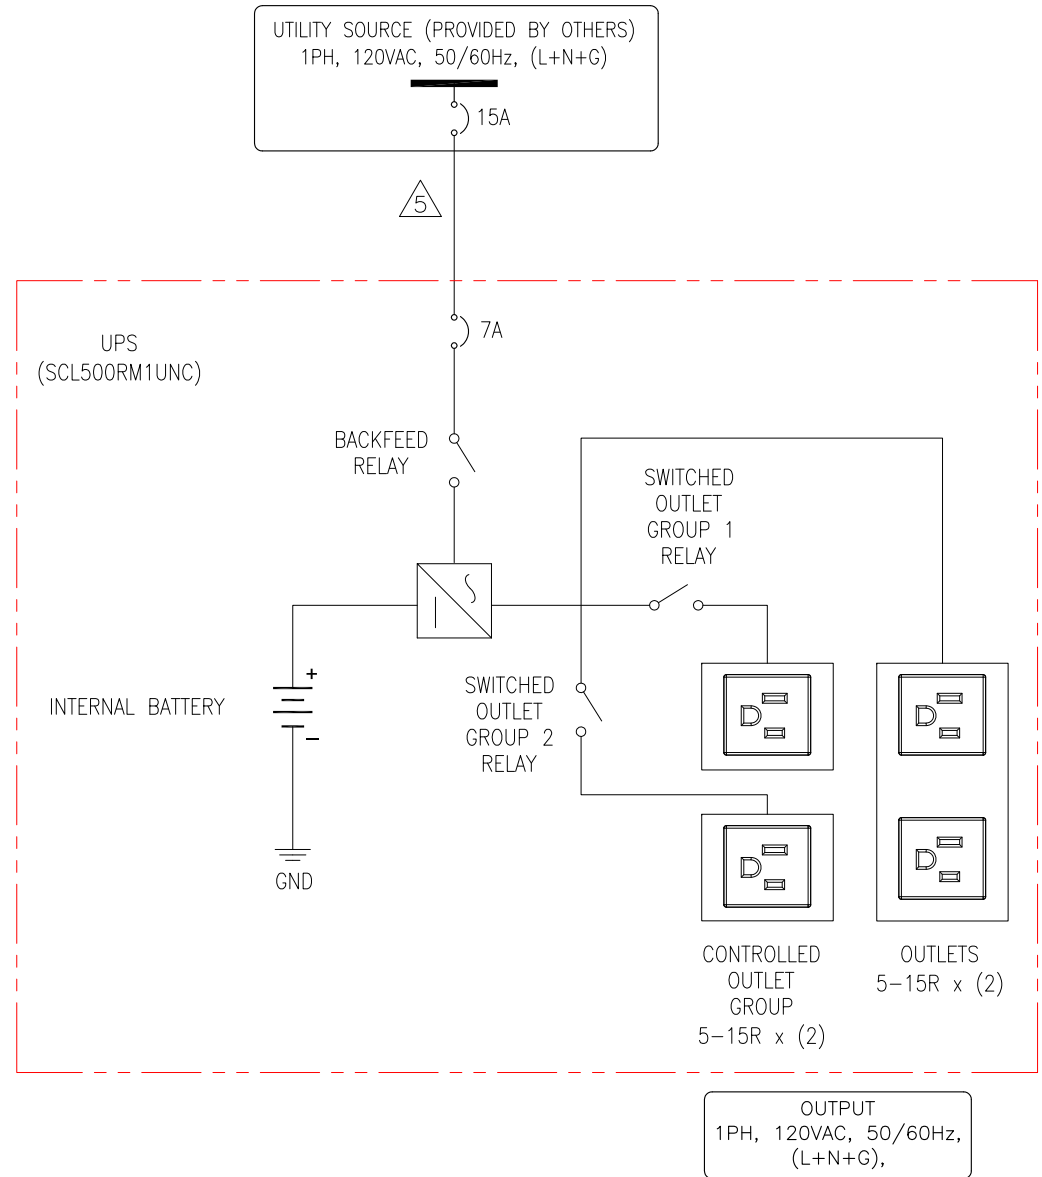 UTILITY SOURCE (PROVIDED BY OTHERS)
1PH, 120VAC, 50/60Hz, (L+N+G)
15A
5
7A
UPS
(SCL500RM1UNC)
BACKFEED
RELAY
SWITCHED
OUTLET
GROUP 1
RELAY
INTERNAL BATTERY
+
-
SWITCHED
OUTLET
GROUP 2
RELAY
GND
CONTROLLED
OUTLET
GROUP
5-15R x (2)
OUTLETS
5-15R x (2)
OUTPUT
1PH, 120VAC, 50/60Hz,
(L+N+G),